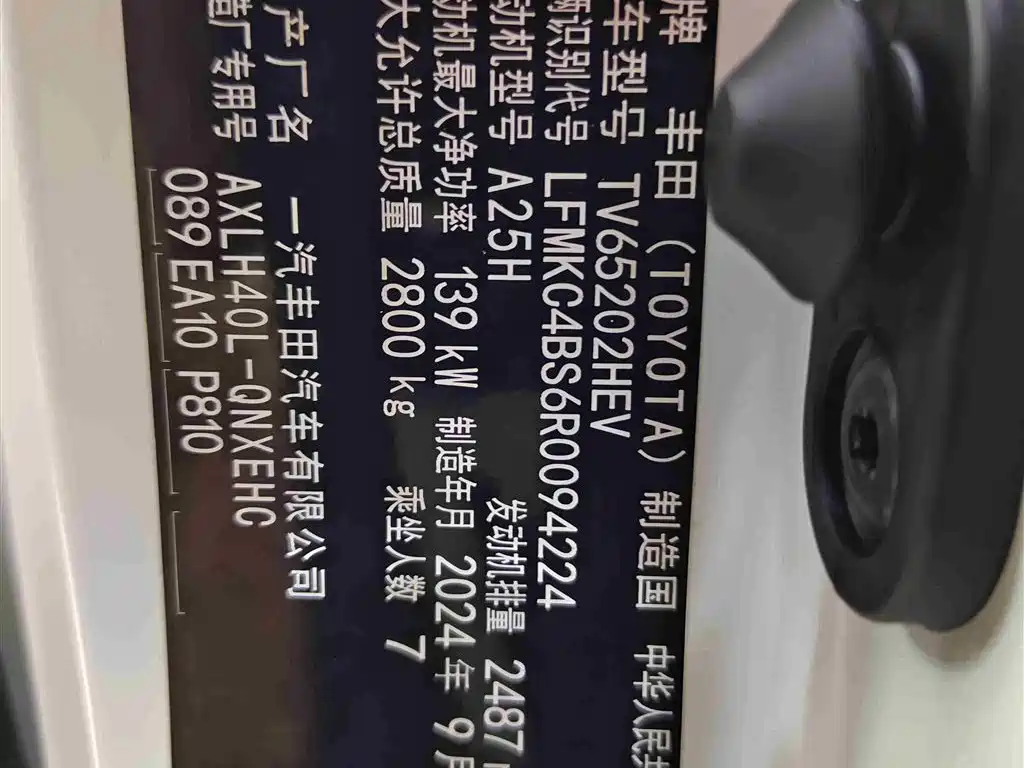 牌 丰田 (TOYOTA) 制造国 中华人民共
车型号 TV65202HEV
识别代号 LFMKC4BS6R0094224
动机型号 A25H 发动机排量 2487
动机最大净功率 139 kW 制造年月 2024年 9月
大允许总质量 2800 kg 乘坐人数 7
产厂名 一汽丰田汽车有限公司
造厂专用号 AXLH40L-QNXEHC
089 EA10 P810